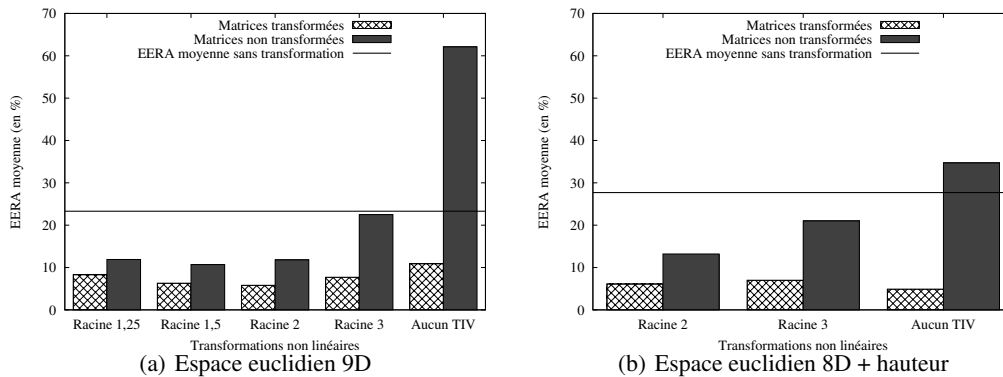 70
60
50
40
30
20
10
0
EERA moyenne (en %)
Matrices transformées
Matrices non transformées
EERA moyenne sans transformation
Racine 1,25 Racine 1,5 Racine 2 Racine 3 Aucun TIV
Transformations non linéaires
(a) Espace euclidien 9D
70
60
50
40
30
20
10
0
EERA moyenne (en %)
Matrices transformées
Matrices non transformées
EERA moyenne sans transformation
Racine 2 Racine 3 Aucun TIV
Transformations non linéaires
(b) Espace euclidien 8D + hauteur